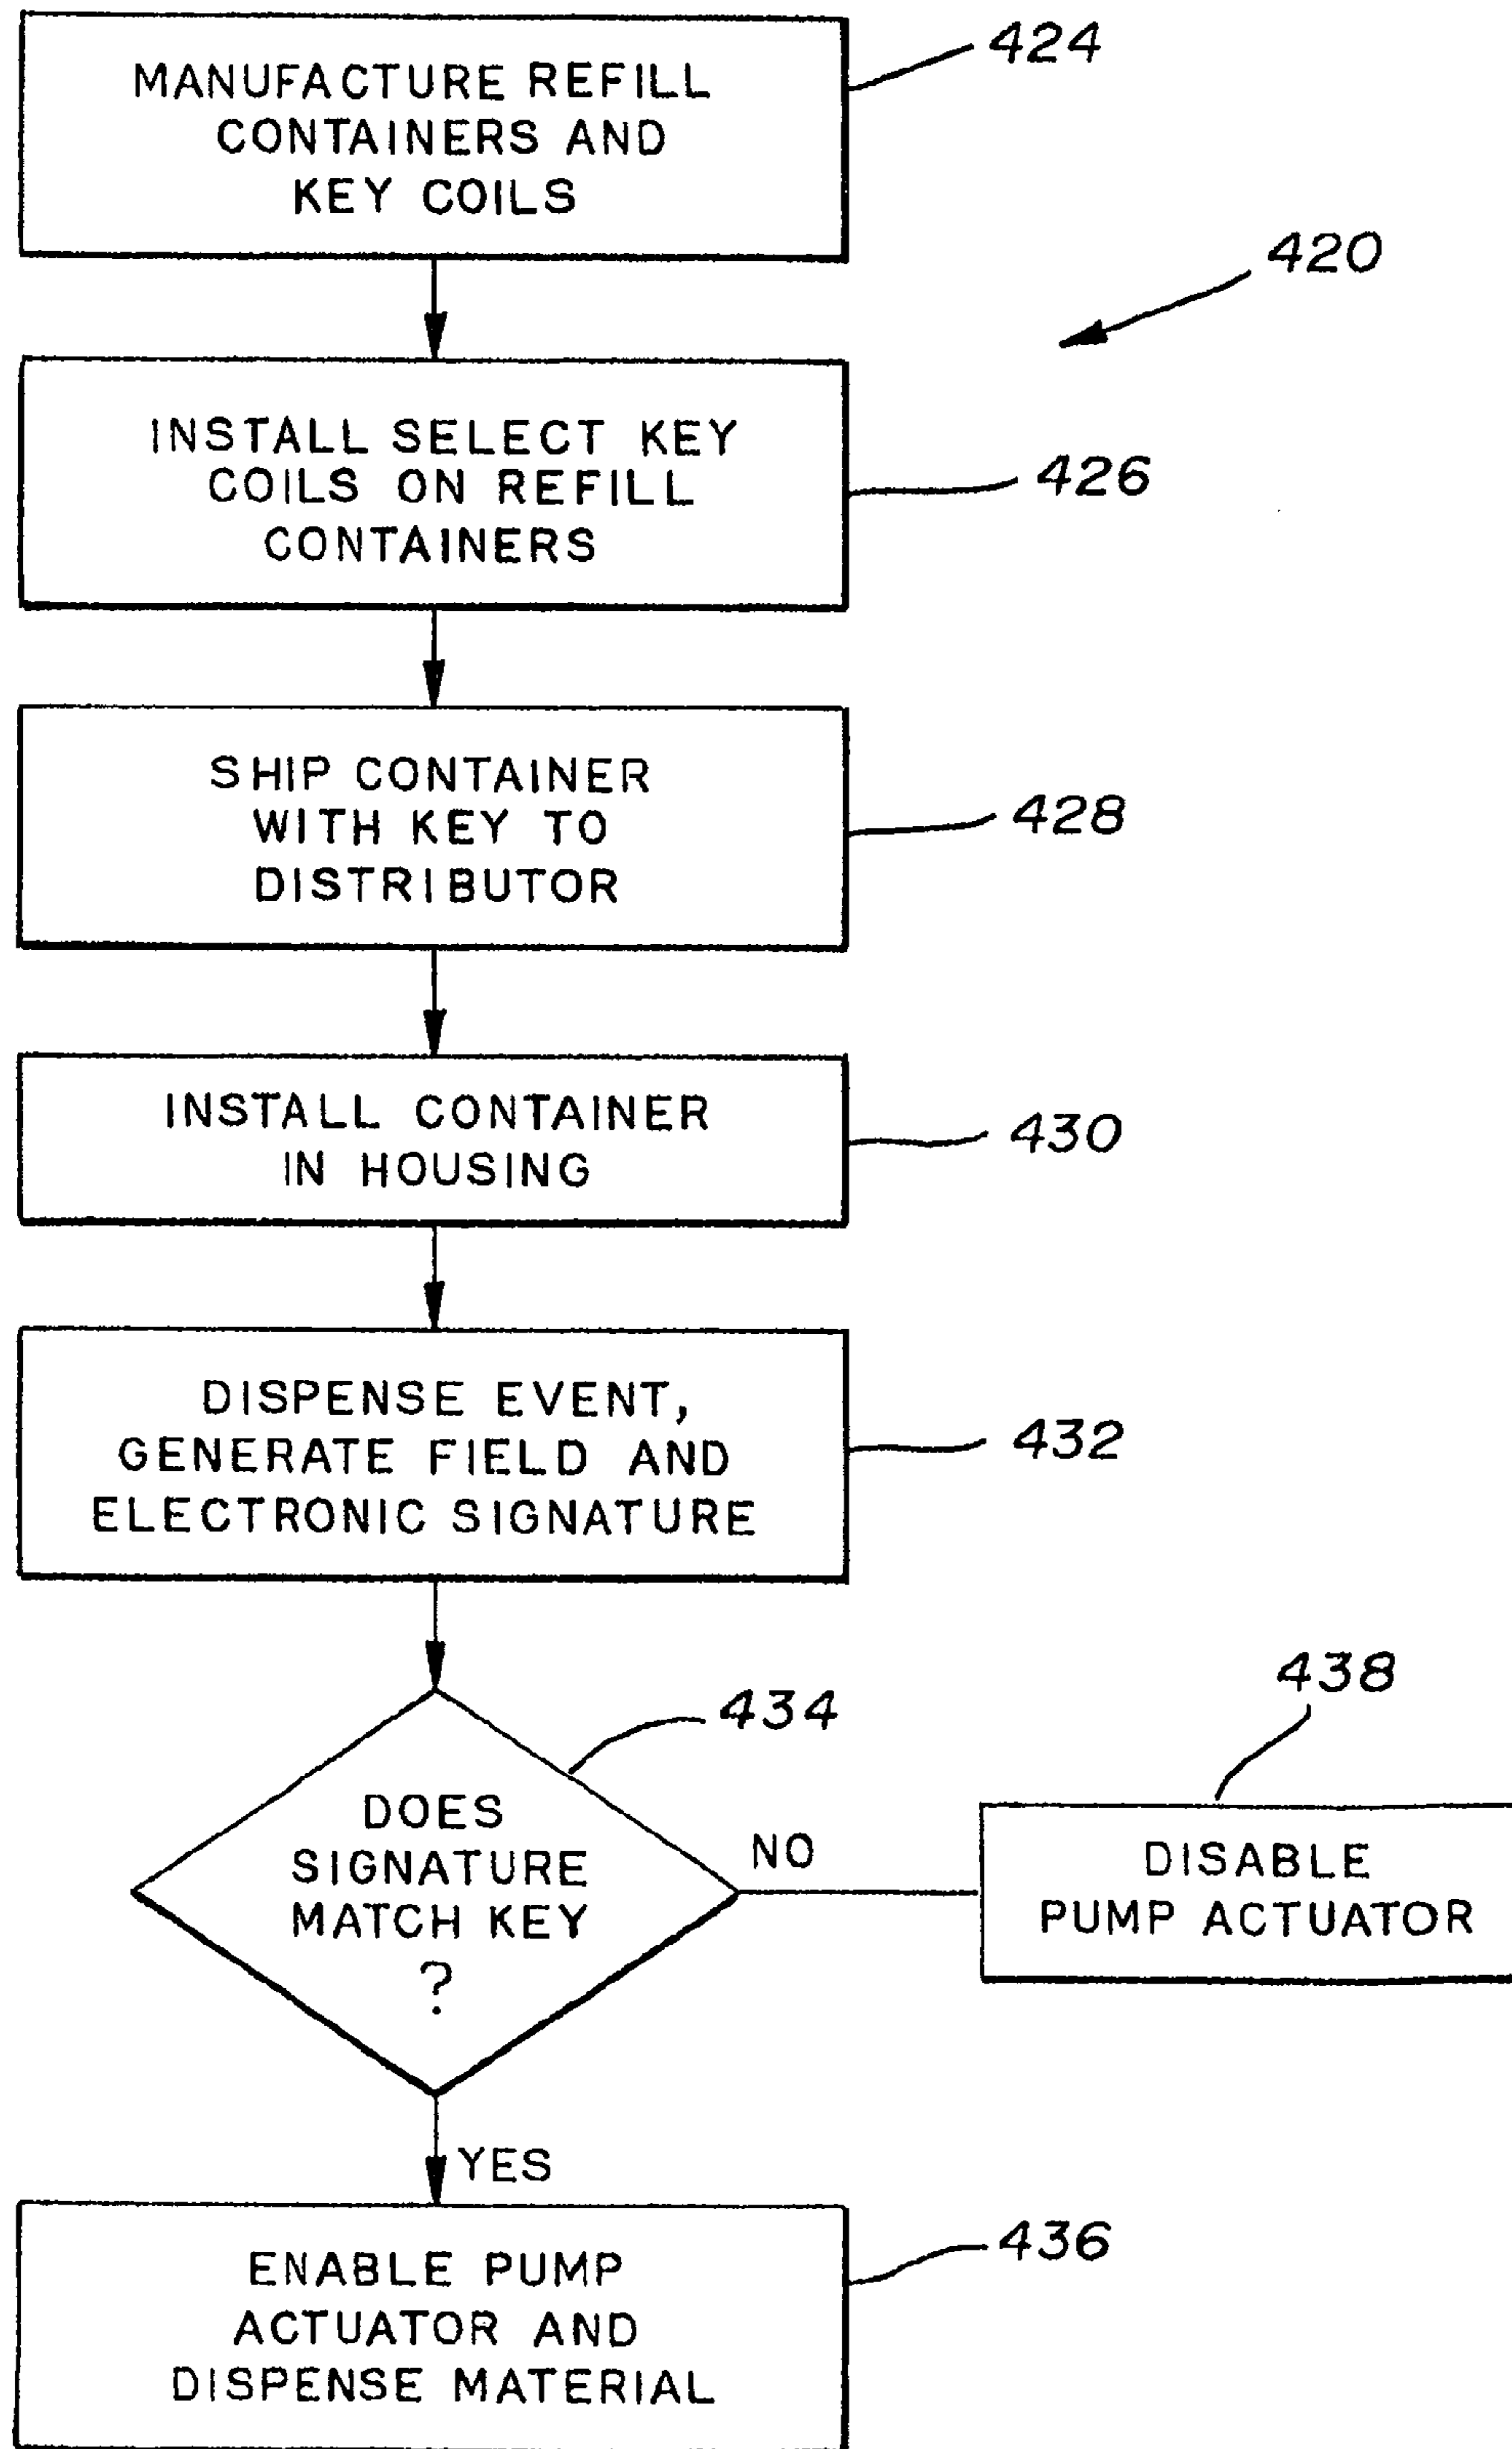 MANUFACTURE REFILL
CONTAINERS AND
KEY COILS
424
420
INSTALL SELECT KEY
COILS ON REFILL
CONTAINERS
426
SHIP CONTAINER
WITH KEY TO
DISTRIBUTOR
428
INSTALL CONTAINER
IN HOUSING
430
DISPENSE EVENT,
GENERATE FIELD AND
ELECTRONIC SIGNATURE
432
DOES
SIGNATURE
MATCH KEY
?
434
NO
438
DISABLE
PUMP ACTUATOR
YES
ENABLE PUMP
ACTUATOR AND
DISPENSE MATERIAL
436